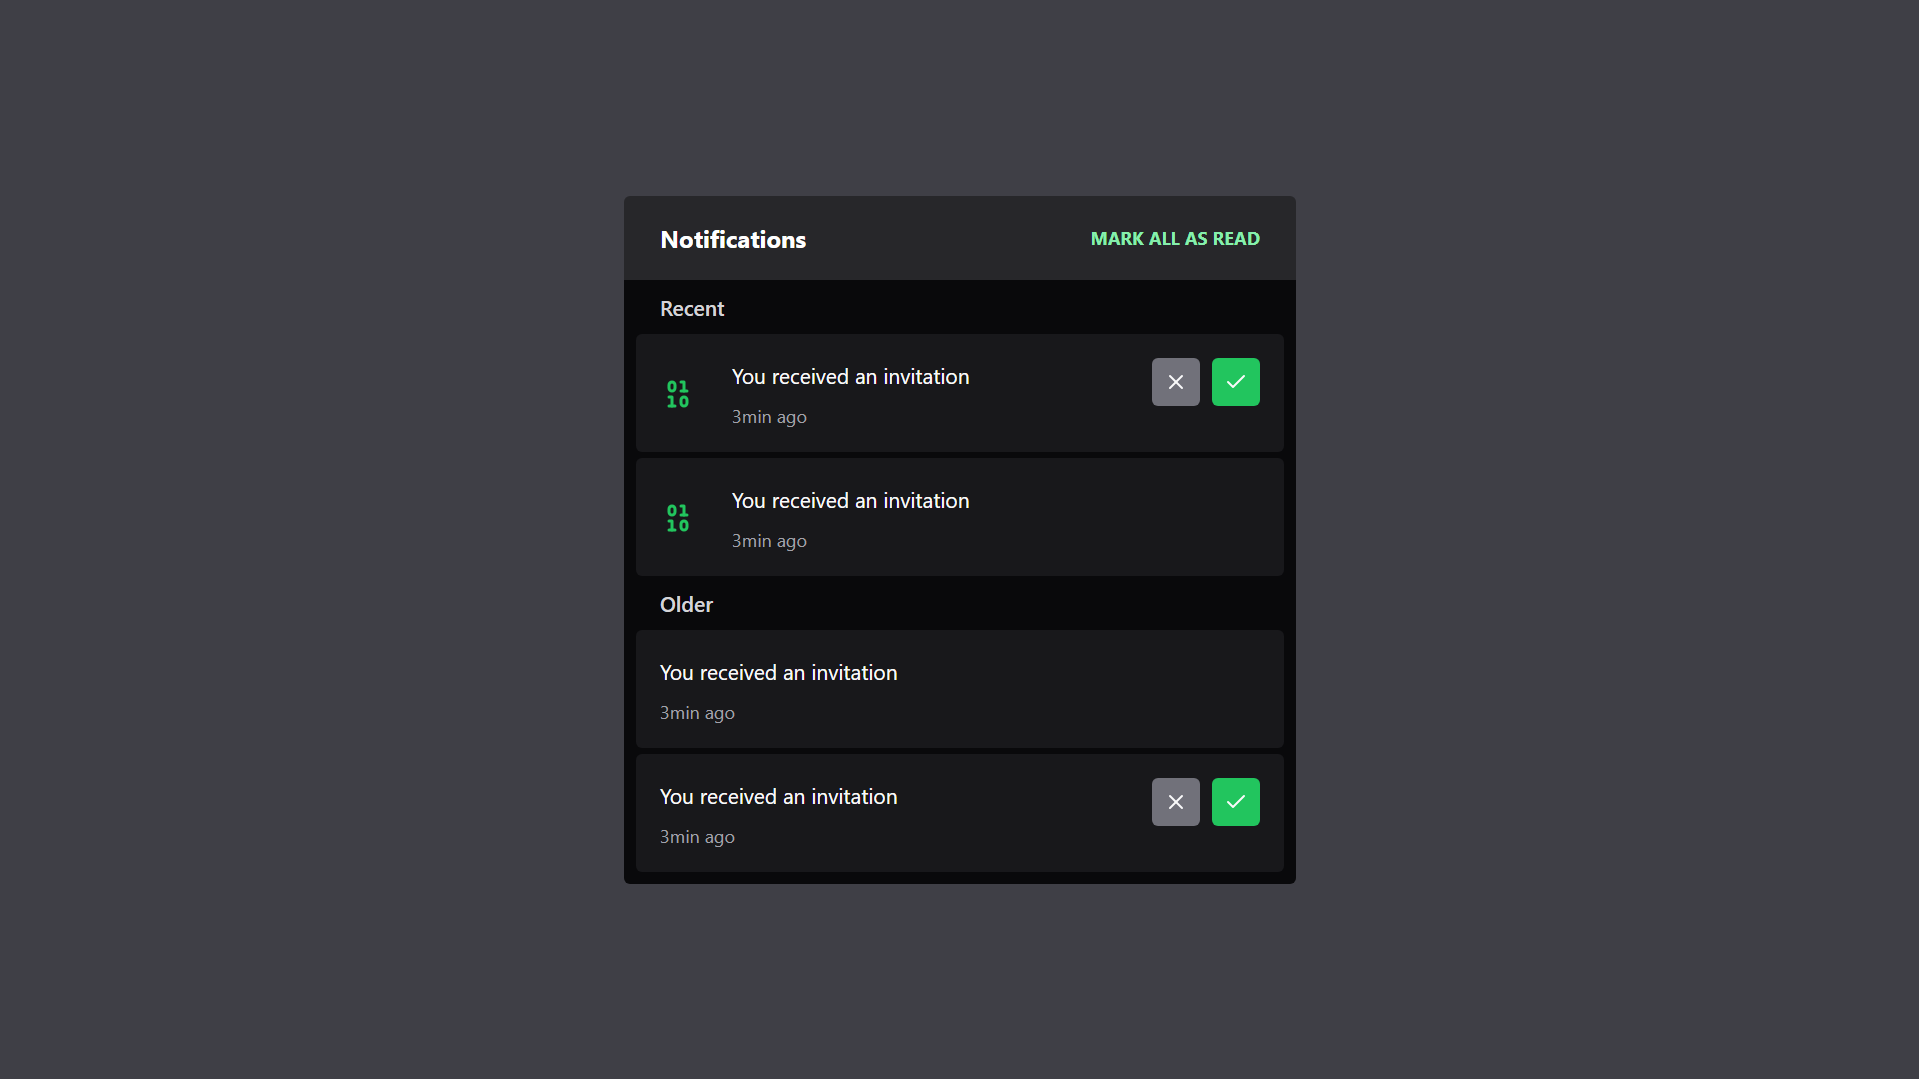 Notifications
MARK ALL AS READ
Recent
01
10
You received an invitation
3min ago
01
10
You received an invitation
3min ago
Older
You received an invitation
3min ago
You received an invitation
3min ago